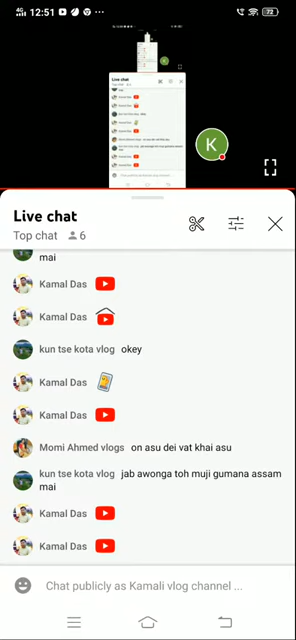 4G 12:51
72
K
Live chat
Top chat 6
mai
Kamal Das
Kamal Das
kun tse kota vlog okey
Kamal Das
Kamal Das
Momi Ahmed vlogs on asu dei vat khai asu
kun tse kota vlog jab awonga toh muji gumana assam
mai
Kamal Das
Kamal Das
Chat publicly as Kamali vlog channel ...